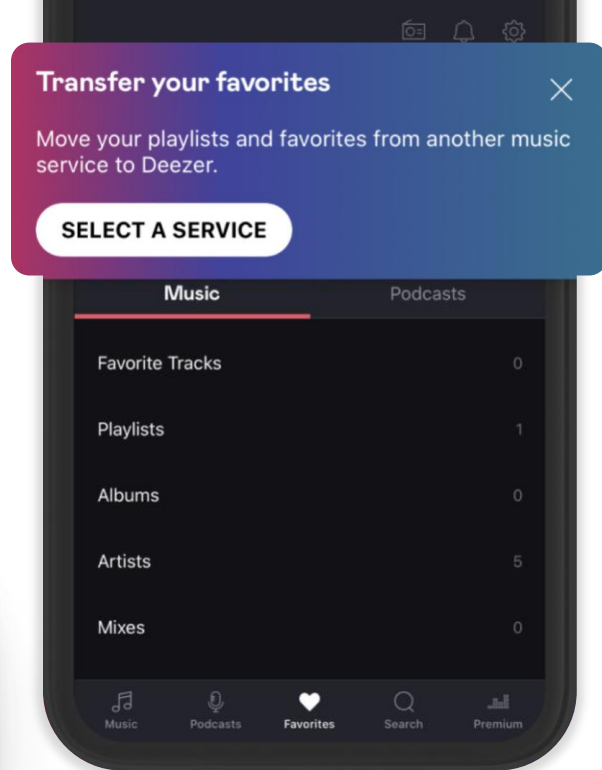 Transfer your favorites
Move your playlists and favorites from another music
service to Deezer.
SELECT A SERVICE
Music Podcasts
Favorite Tracks 0
Playlists 1
Albums 0
Artists 5
Mixes 0
Music Podcasts Favorites Search Premium